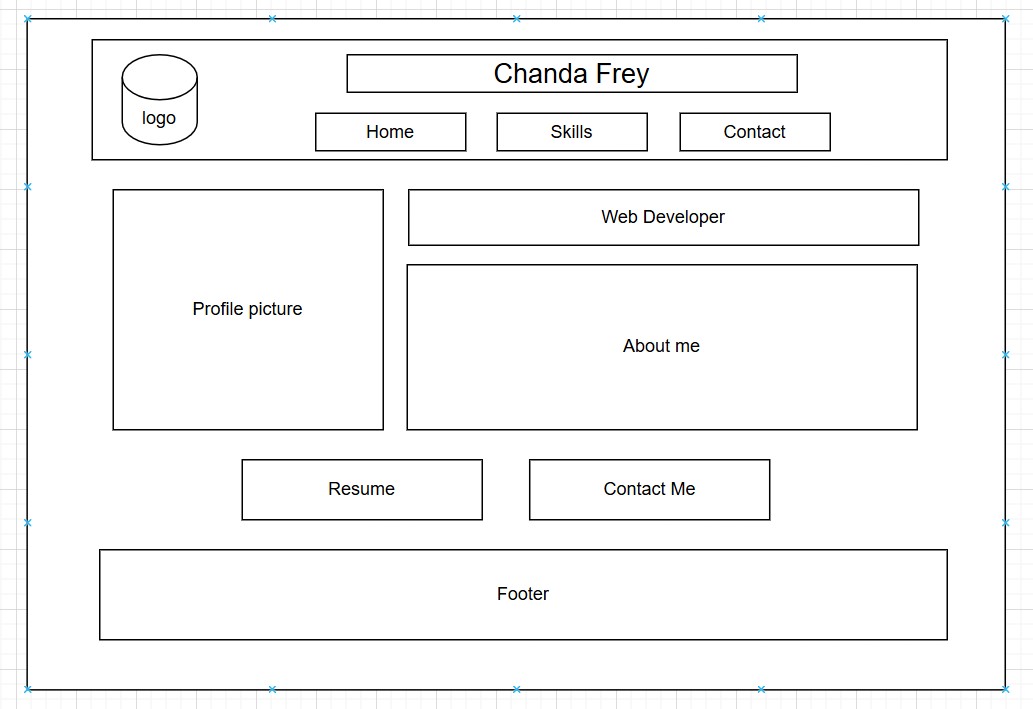 Chanda Frey
logo
Home
Skills
Contact
Web Developer
Profile picture
About me
Resume
Contact Me
Footer